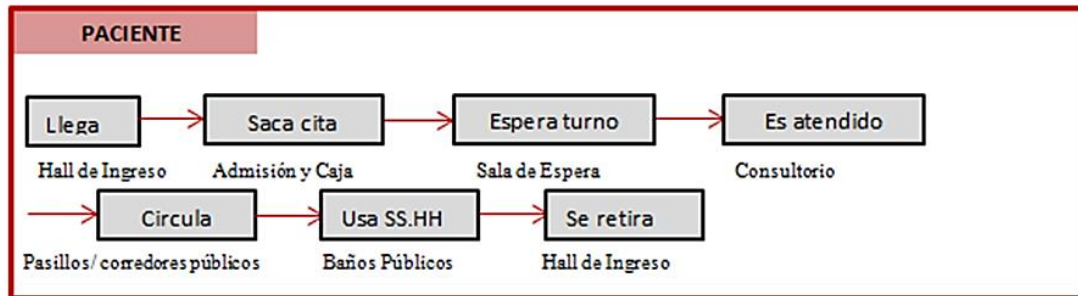 PACIENTE
Llega
Saca cita
Espera turno
Es atendido
Hall de Ingreso
Admisión y Caja
Sala de Espera
Consultorio
Circula
Usa SS.HH
Se retira
Pasillos/ corredores públicos
Baños Públicos
Hall de Ingreso